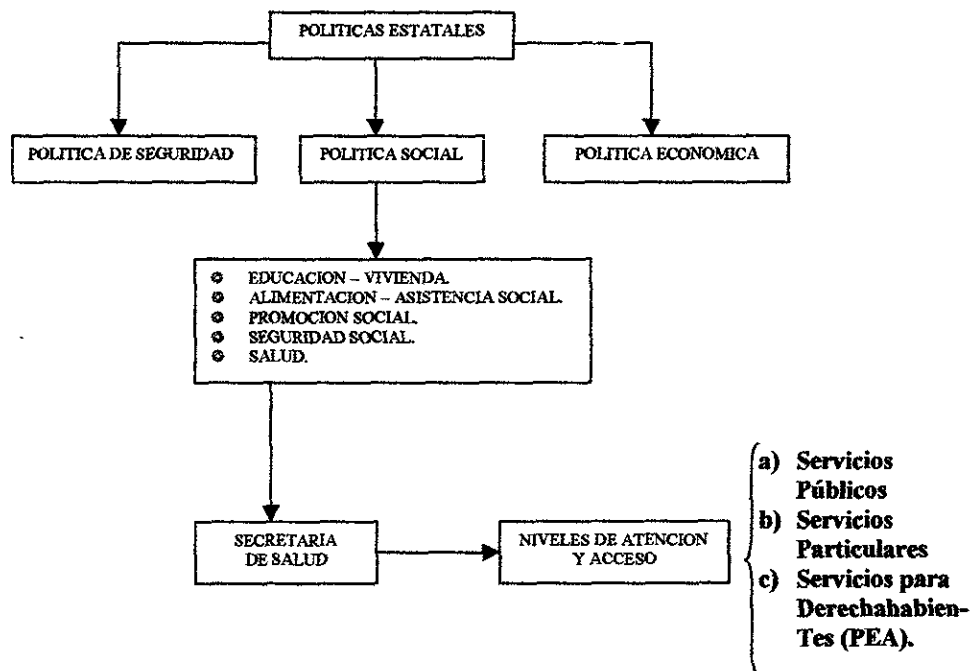 POLITICAS ESTATALES
POLITICA DE SEGURIDAD
POLITICA SOCIAL
POLITICA ECONOMICA
EDUCACION – VIVIENDA.
ALIMENTACION – ASISTENCIA SOCIAL.
PROMOCION SOCIAL.
SEGURIDAD SOCIAL.
SALUD.
SECRETARIA
DE SALUD
NIVELES DE ATENCION
Y ACCESO
a) Servicios
Públicos
b) Servicios
Particulares
c) Servicios para
Derechahabien-
Tes (PEA).